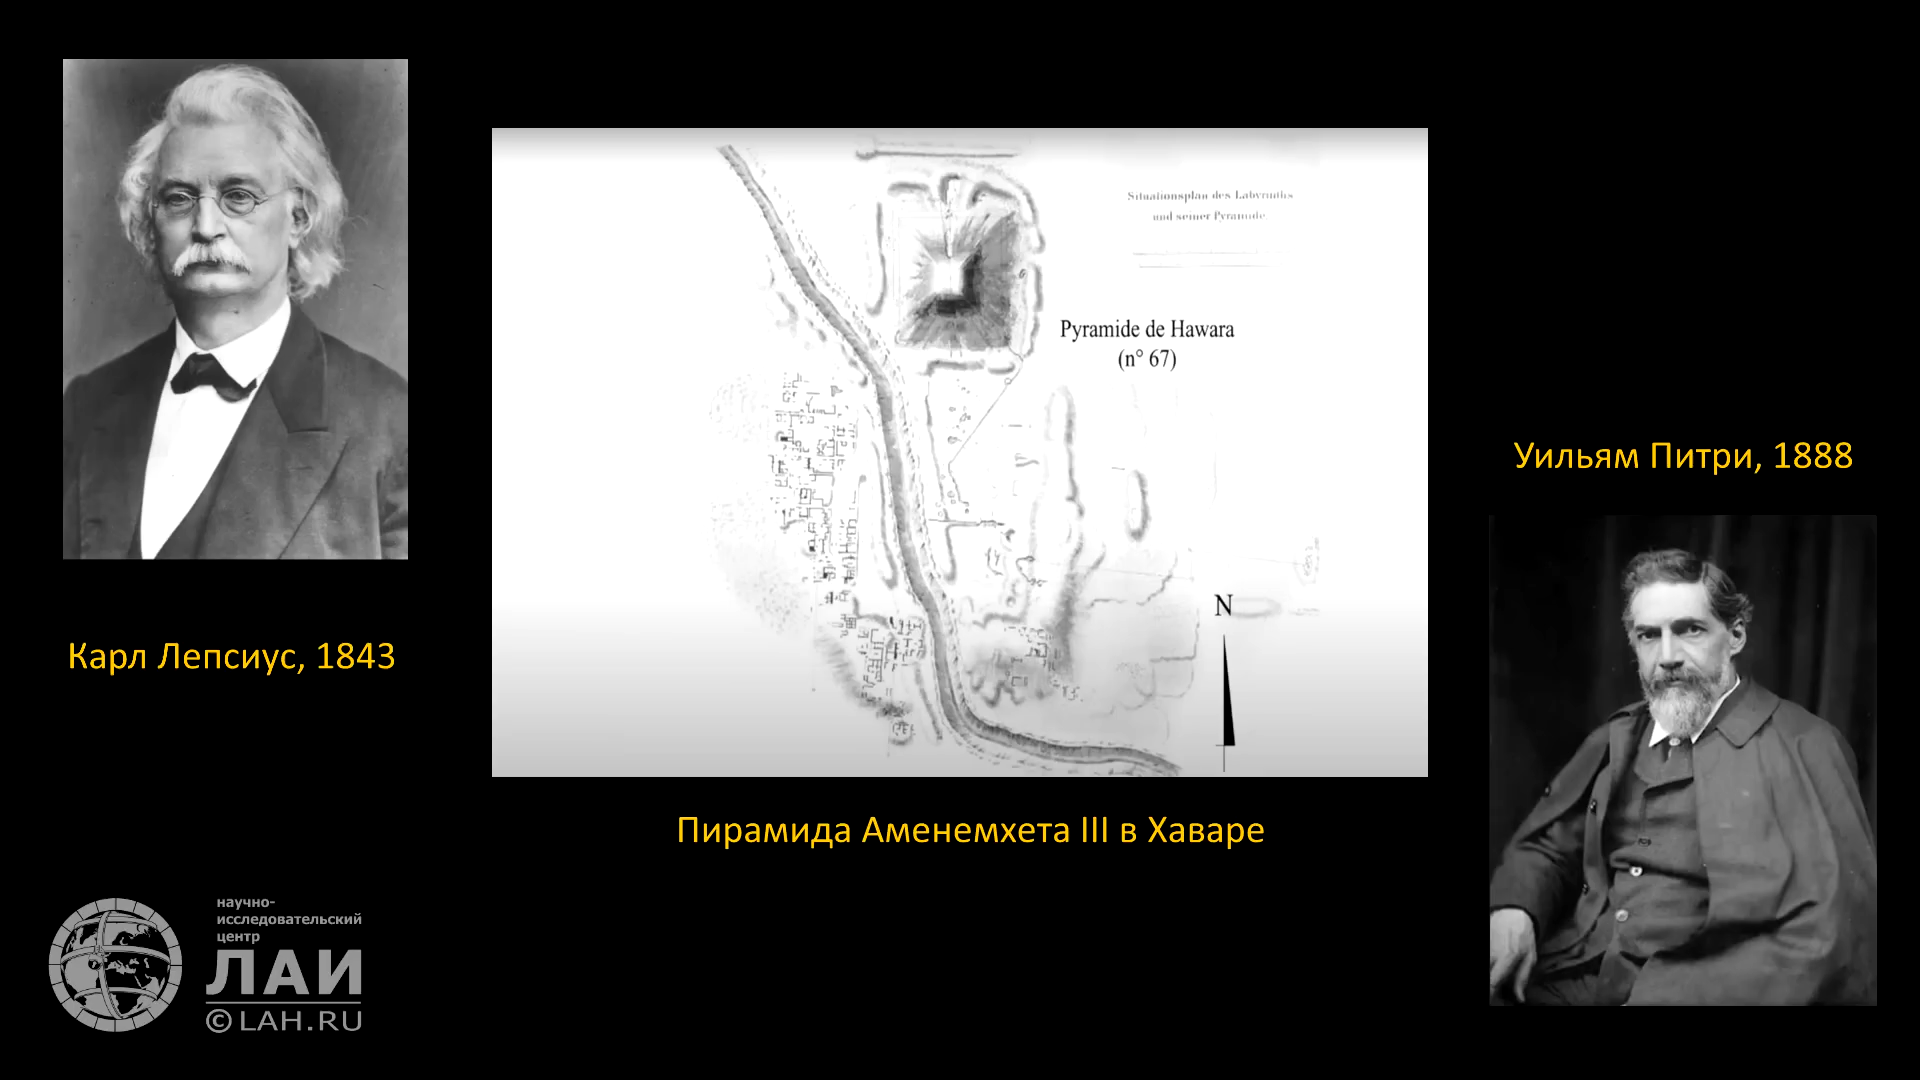 Situationsplan des Labyrinths
und seiner Pyramide.
Pyramide de Hawara
(n° 67)
N
Уильям Питри, 1888
Карл Лепсиус, 1843
Пирамида Аменемхета III в Хаваре
научно-
исследовательский
центр
ЛАИ
©LAH.RU